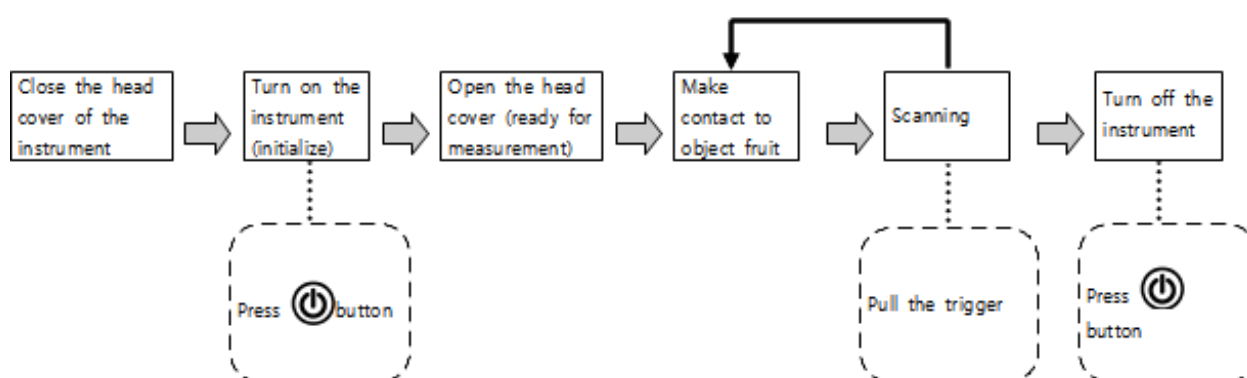 Close the head
cover of the
instrument
Turn on the
instrument
(initialize)
Open the head
cover (ready for
measurement)
Make
contact to
object fruit
Scanning
Turn off the
instrument
Press button
Pull the trigger
Press
button